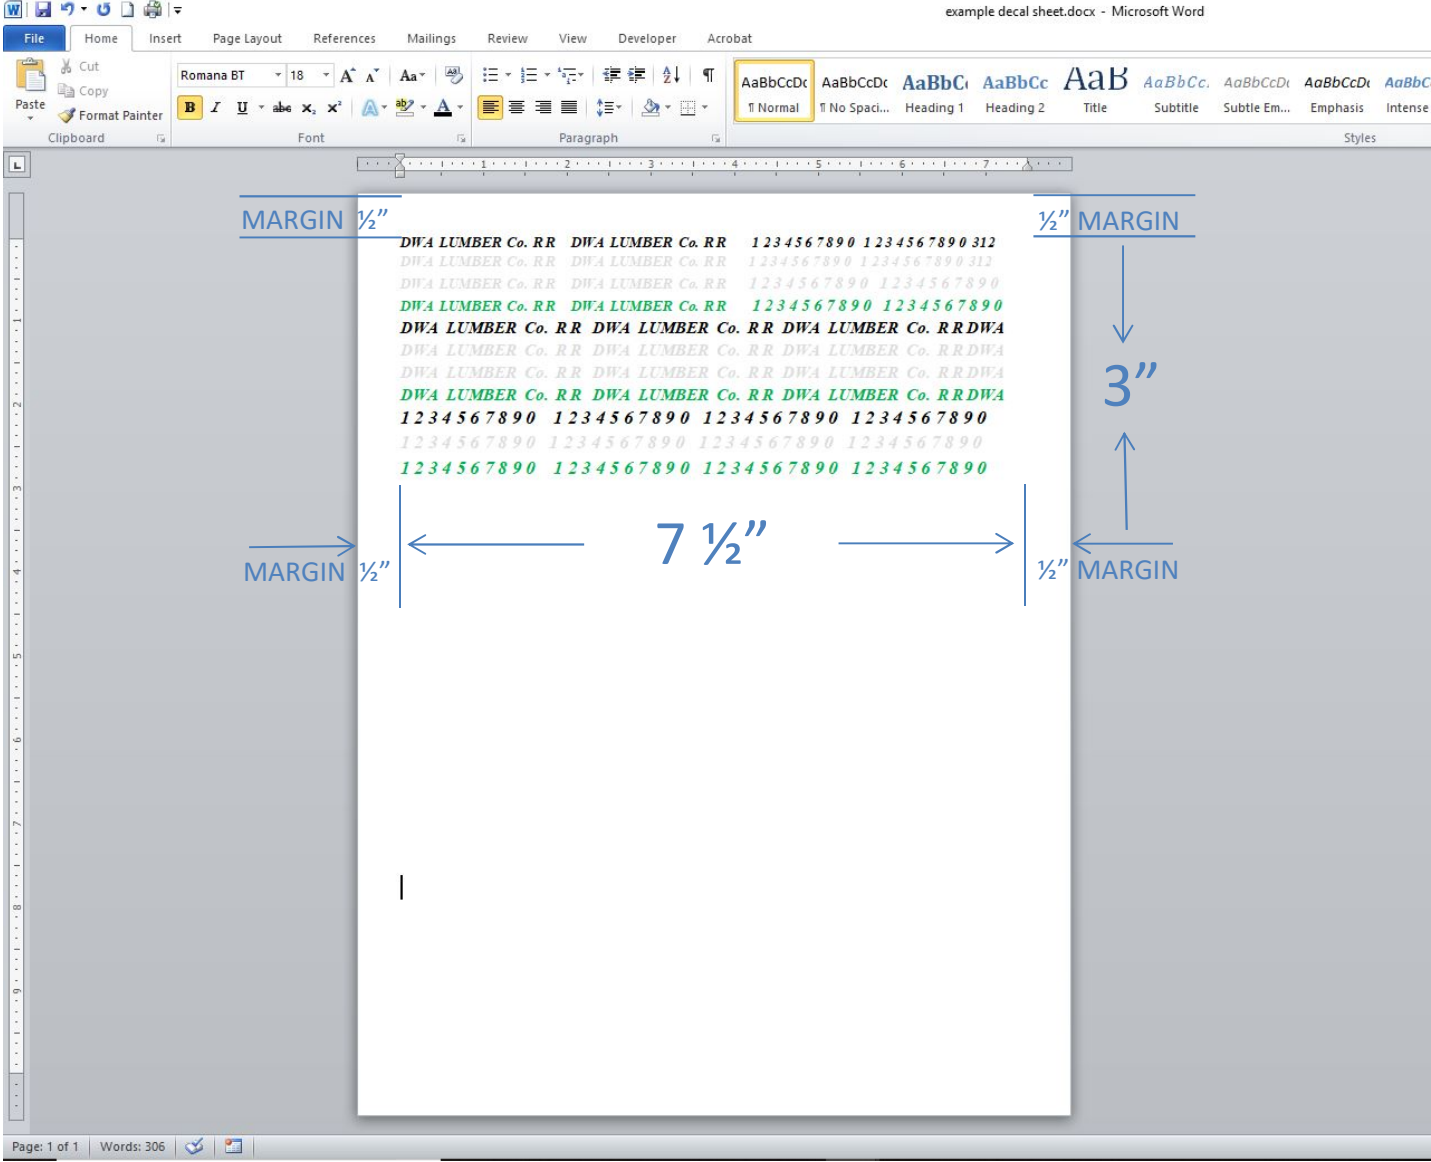 example decal sheet.docx - Microsoft Word
File Home Insert Page Layout References Mailings Review View Developer Acrobat
Cut
Copy
Paste
Format Painter
Clipboard
Romana BT 18
Font
Paragraph
AaBbCcDc AaBbCcDc AaBbC AaBbCc AaB AaBbCc. AaBbCcDc AaBbCcDc AaBbC
¶ Normal ¶ No Spaci... Heading 1 Heading 2 Title Subtitle Subtle Em... Emphasis Intense
Styles
1 2 3 4 5 6 7
MARGIN ½” ½” MARGIN
DWA LUMBER Co. RR DWA LUMBER Co. RR 1 2 3 4 5 6 7 8 9 0 1 2 3 4 5 6 7 8 9 0 312
DWA LUMBER Co. RR DWA LUMBER Co. RR 1 2 3 4 5 6 7 8 9 0 1 2 3 4 5 6 7 8 9 0 312
DWA LUMBER Co. RR DWA LUMBER Co. RR 1 2 3 4 5 6 7 8 9 0 1 2 3 4 5 6 7 8 9 0
DWA LUMBER Co. RR DWA LUMBER Co. RR 1 2 3 4 5 6 7 8 9 0 1 2 3 4 5 6 7 8 9 0
DWA LUMBER Co. RR DWA LUMBER Co. RR DWA LUMBER Co. RRDWA
DWA LUMBER Co. RR DWA LUMBER Co. RR DWA LUMBER Co. RRDWA
DWA LUMBER Co. RR DWA LUMBER Co. RR DWA LUMBER Co. RRDWA
DWA LUMBER Co. RR DWA LUMBER Co. RR DWA LUMBER Co. RRDWA
3”
1 2 3 4 5 6 7 8 9 0 1 2 3 4 5 6 7 8 9 0 1 2 3 4 5 6 7 8 9 0 1 2 3 4 5 6 7 8 9 0
1 2 3 4 5 6 7 8 9 0 1 2 3 4 5 6 7 8 9 0 1 2 3 4 5 6 7 8 9 0 1 2 3 4 5 6 7 8 9 0
1 2 3 4 5 6 7 8 9 0 1 2 3 4 5 6 7 8 9 0 1 2 3 4 5 6 7 8 9 0 1 2 3 4 5 6 7 8 9 0
7 ½”
MARGIN ½” ½” MARGIN
Page: 1 of 1 Words: 306